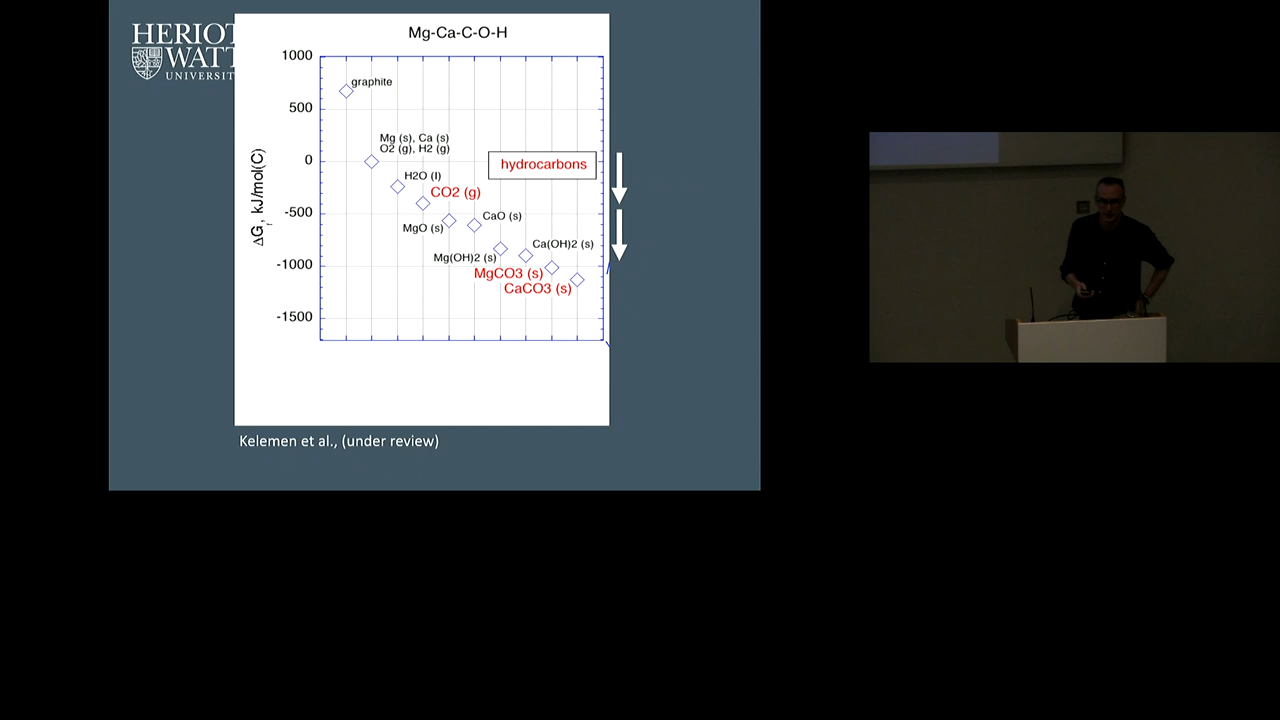 HERIOT
WATT
UNIVERSIT
Mg-Ca-C-O-H
1000
500
0
-500
-1000
-1500
ΔGf, kJ/mol(C)
graphite
Mg (s), Ca (s)
O2 (g), H2 (g)
hydrocarbons
H2O (l)
CO2 (g)
CaO (s)
MgO (s)
Ca(OH)2 (s)
Mg(OH)2 (s)
MgCO3 (s)
CaCO3 (s)
Kelemen et al., (under review)